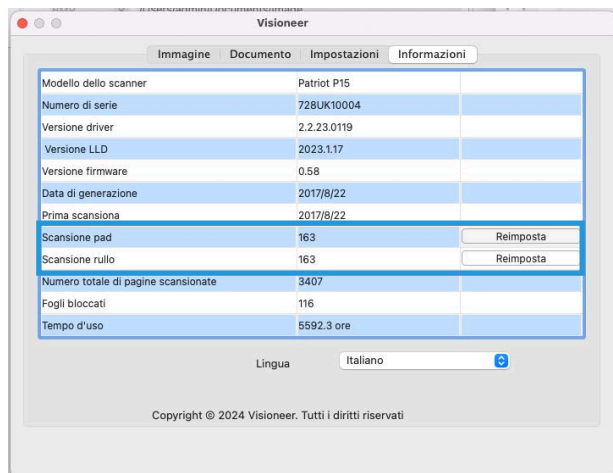 Visioneer
Immagine Documento Impostazioni Informazioni
Modello dello scanner Patriot P15
Numero di serie 728UK10004
Versione driver 2.2.23.0119
Versione LLD 2023.1.17
Versione firmware 0.58
Data di generazione 2017/8/22
Prima scansiona 2017/8/22
Scansione pad 163 Reimposta
Scansione rullo 163 Reimposta
Numero totale di pagine scansionate 3407
Fogli bloccati 116
Tempo d'uso 5592.3 ore
Lingua Italiano
Copyright © 2024 Visioneer. Tutti i diritti riservati